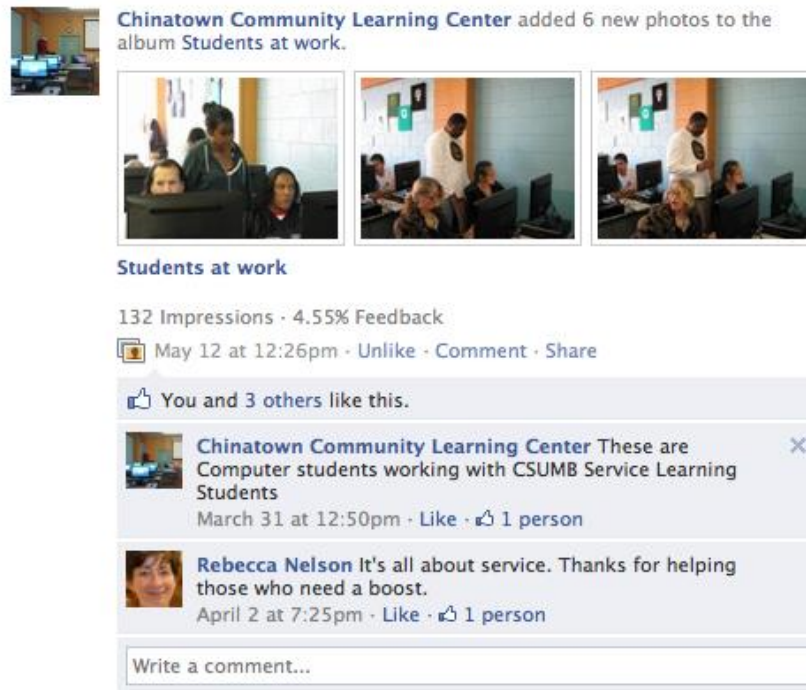 Chinatown Community Learning Center added 6 new photos to the
album Students at work.
Students at work
132 Impressions · 4.55% Feedback
May 12 at 12:26pm · Unlike · Comment · Share
You and 3 others like this.
Chinatown Community Learning Center These are
Computer students working with CSUMB Service Learning
Students
March 31 at 12:50pm · Like · 1 person
Rebecca Nelson It's all about service. Thanks for helping
those who need a boost.
April 2 at 7:25pm · Like · 1 person
Write a comment...